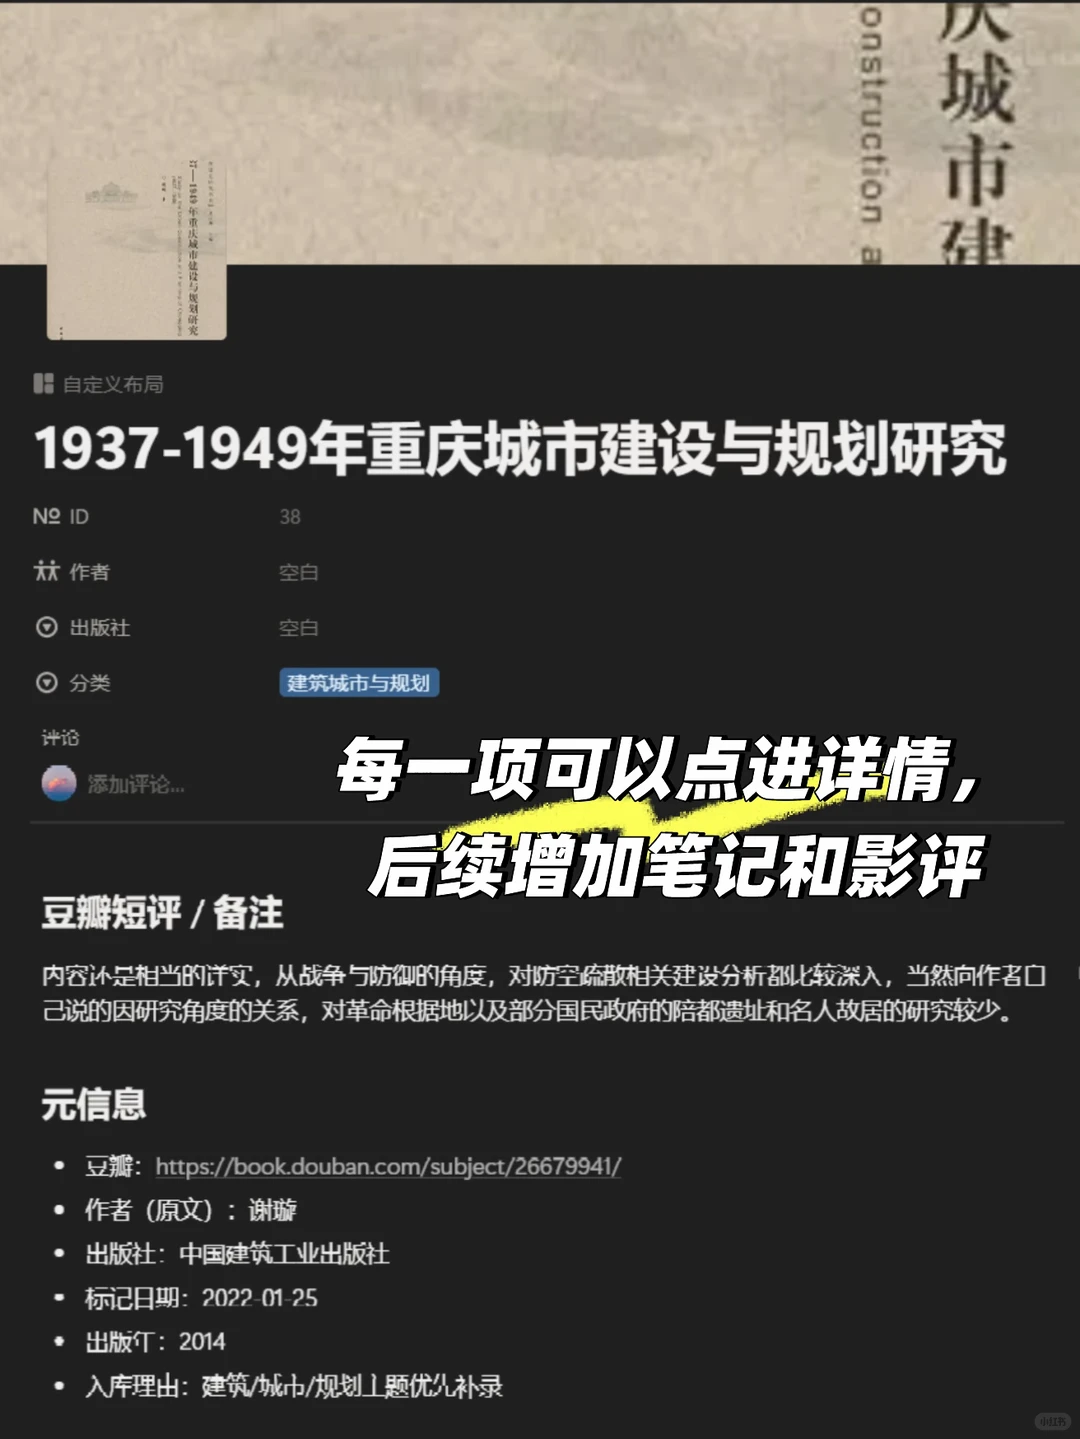 庆城市建
onstruction a
1949年重庆城市建设与规划研究
自定义布局
1937-1949年重庆城市建设与规划研究
№ ID 38
作者 空白
出版社 空白
分类 建筑城市与规划
评论
添加评论...
每一项可以点进详情，
后续增加笔记和影评
豆瓣短评 / 备注
内容还是相当的详实，从战争与防御的角度，对防空疏散相关建设分析都比较深入，当然向作者自
己说的因研究角度的关系，对革命根据地以及部分国民政府的陪都遗址和名人故居的研究较少。
元信息
• 豆瓣：https://book.douban.com/subject/26679941/
• 作者（原文）：谢璇
• 出版社：中国建筑工业出版社
• 标记日期：2022-01-25
• 出版年：2014
• 入库理由：建筑/城市/规划主题优先补录
小红书